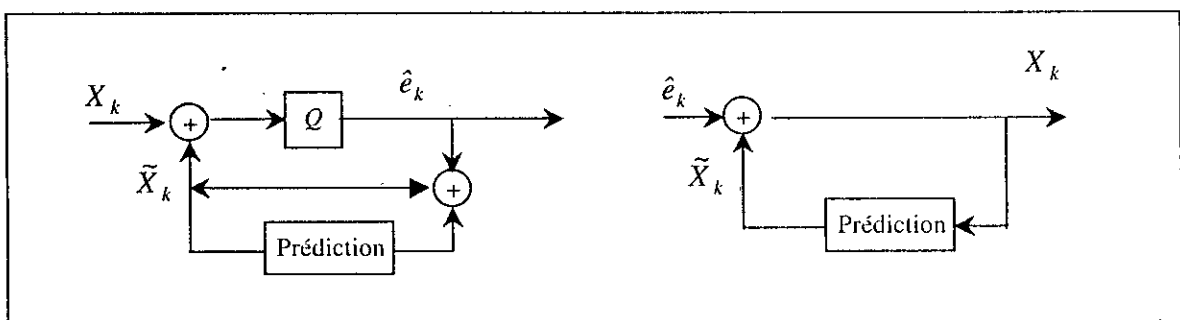 X_k
Q
ê_k
X̃_k
Prédiction
ê_k
X_k
X̃_k
Prédiction